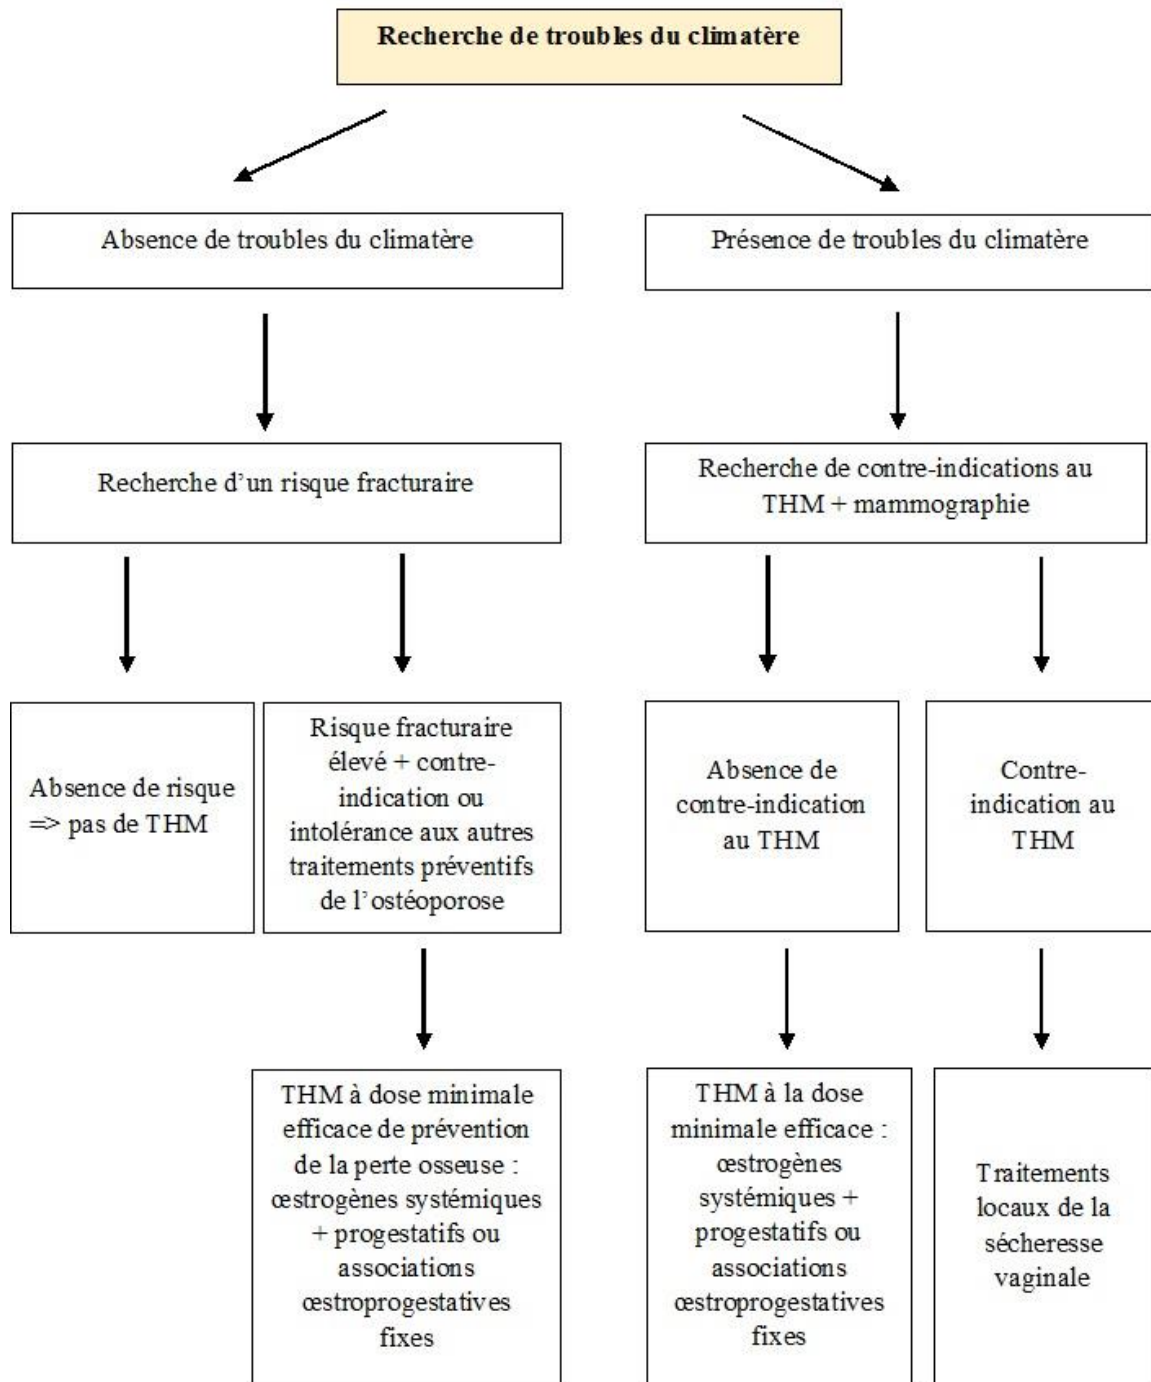 Recherche de troubles du climatère
Absence de troubles du climatère
Présence de troubles du climatère
Recherche d’un risque fracturaire
Recherche de contre-indications au
THM + mammographie
Absence de risque
=> pas de THM
Risque fracturaire
élevé + contre-
indication ou
intolérance aux autres
traitements préventifs
de l’ostéoporose
Absence de
contre-indication
au THM
Contre-
indication au
THM
THM à dose minimale
efficace de prévention
de la perte osseuse :
œstrogènes systémiques
+ progestatifs ou
associations
œstroprogestatives
fixes
THM à la dose
minimale efficace :
œstrogènes
systémiques +
progestatifs ou
associations
œstroprogestatives
fixes
Traitements
locaux de la
sécheresse
vaginale